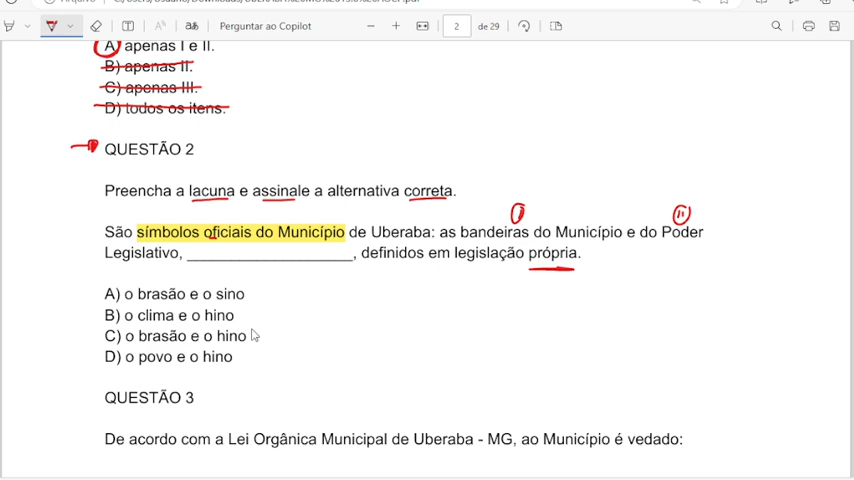 Perguntar ao Copilot
2
de 29
A) apenas I e II.
B) apenas II.
C) apenas III.
D) todos os itens.
QUESTÃO 2
Preencha a lacuna e assinale a alternativa correta.
I
II
São símbolos oficiais do Município de Uberaba: as bandeiras do Município e do Poder
Legislativo, ____________________, definidos em legislação própria.
A) o brasão e o sino
B) o clima e o hino
C) o brasão e o hino
D) o povo e o hino
QUESTÃO 3
De acordo com a Lei Orgânica Municipal de Uberaba - MG, ao Município é vedado: